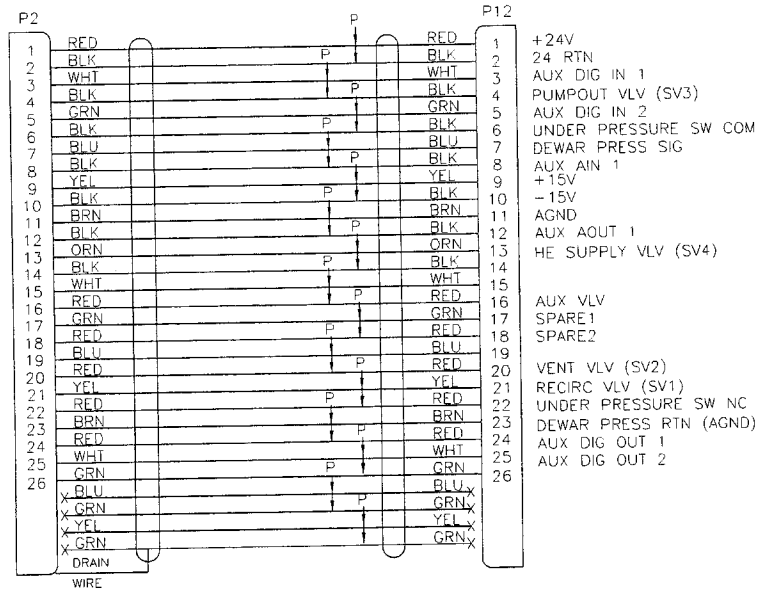 P2 P P12
1 RED RED 1 +24V
2 BLK P BLK 2 24 RTN
3 WHT WHT 3 AUX DIG IN 1
4 BLK P BLK 4 PUMPOUT VLV (SV3)
5 GRN GRN 5 AUX DIG IN 2
6 BLK P BLK 6 UNDER PRESSURE SW COM
7 BLU BLU 7 DEWAR PRESS SIG
8 BLK P BLK 8 AUX AIN 1
9 YEL YEL 9 +15V
10 BLK P BLK 10 -15V
11 BRN BRN 11 AGND
12 BLK P BLK 12 AUX AOUT 1
13 ORN ORN 13 HE SUPPLY VLV (SV4)
14 BLK P BLK 14
15 WHT WHT 15
16 RED P RED 16 AUX VLV
17 GRN GRN 17 SPARE1
18 RED P RED 18 SPARE2
19 BLU BLU 19
20 RED P RED 20 VENT VLV (SV2)
21 YEL YEL 21 RECIRC VLV (SV1)
22 RED P RED 22 UNDER PRESSURE SW NC
23 BRN BRN 23 DEWAR PRESS RTN (AGND)
24 RED P RED 24 AUX DIG OUT 1
25 WHT WHT 25 AUX DIG OUT 2
26 GRN P GRN 26
X BLU BLU X
X GRN P GRN X
X YEL YEL X
X GRN GRN X
DRAIN
WIRE